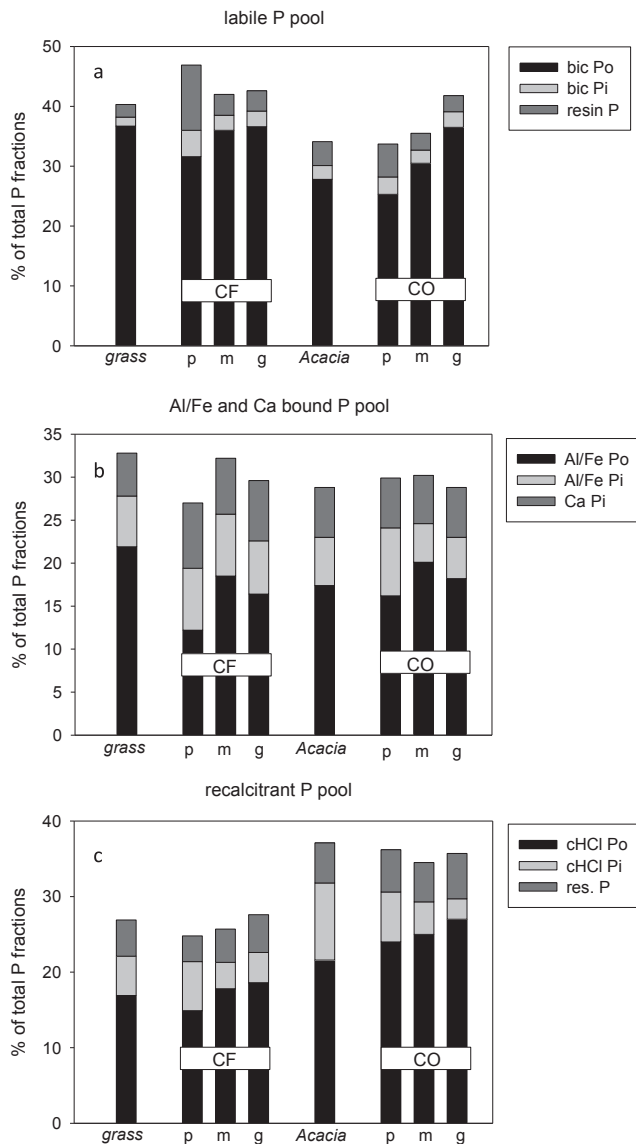 labile P pool
50
40
30
20
10
0
% of total P fractions
a
CF
CO
grass p m g Acacia p m g
bic Po
bic Pi
resin P
Al/Fe and Ca bound P pool
35
30
25
20
15
10
5
0
% of total P fractions
b
CF
CO
grass p m g Acacia p m g
Al/Fe Po
Al/Fe Pi
Ca Pi
recalcitrant P pool
40
30
20
10
0
% of total P fractions
c
CF
CO
grass p m g Acacia p m g
cHCl Po
cHCl Pi
res. P